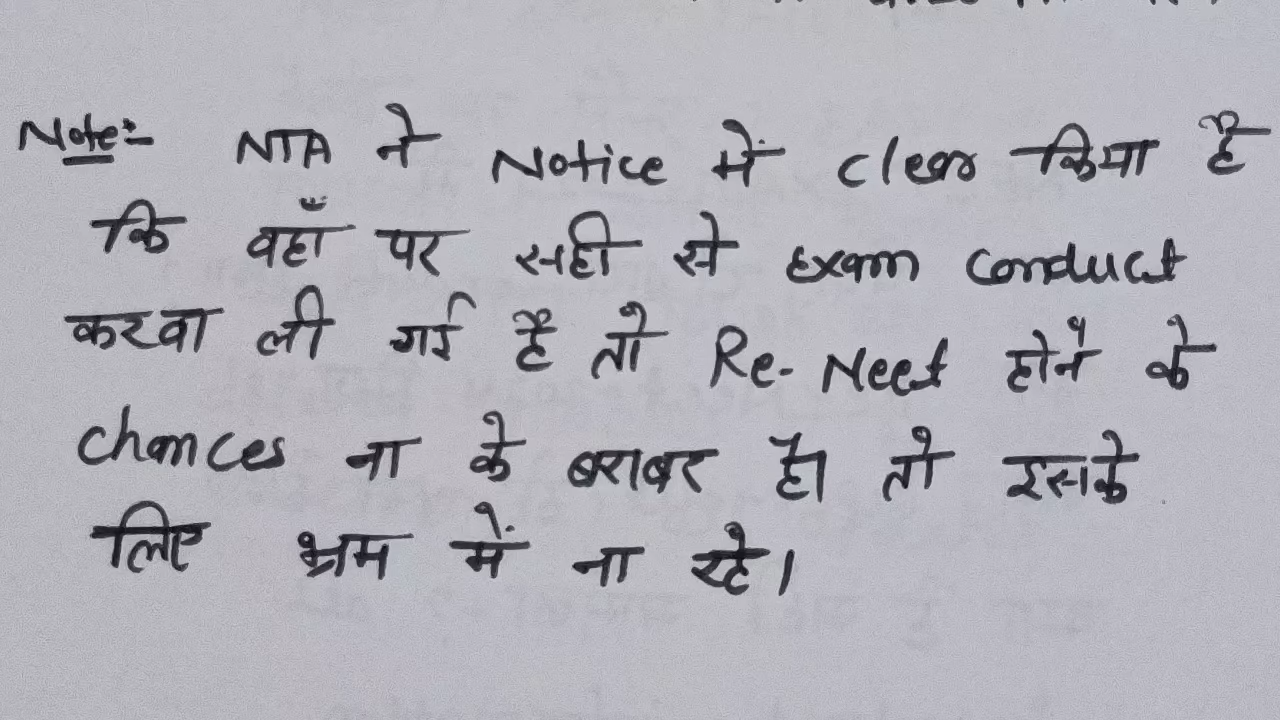 Note:- NTA ने Notice में clear किया है
कि वहाँ पर सही से Exam conduct
करवा ली गई है तो Re-Neet होने के
chances ना के बराबर है। तो इसके
लिए भ्रम में ना रहे।